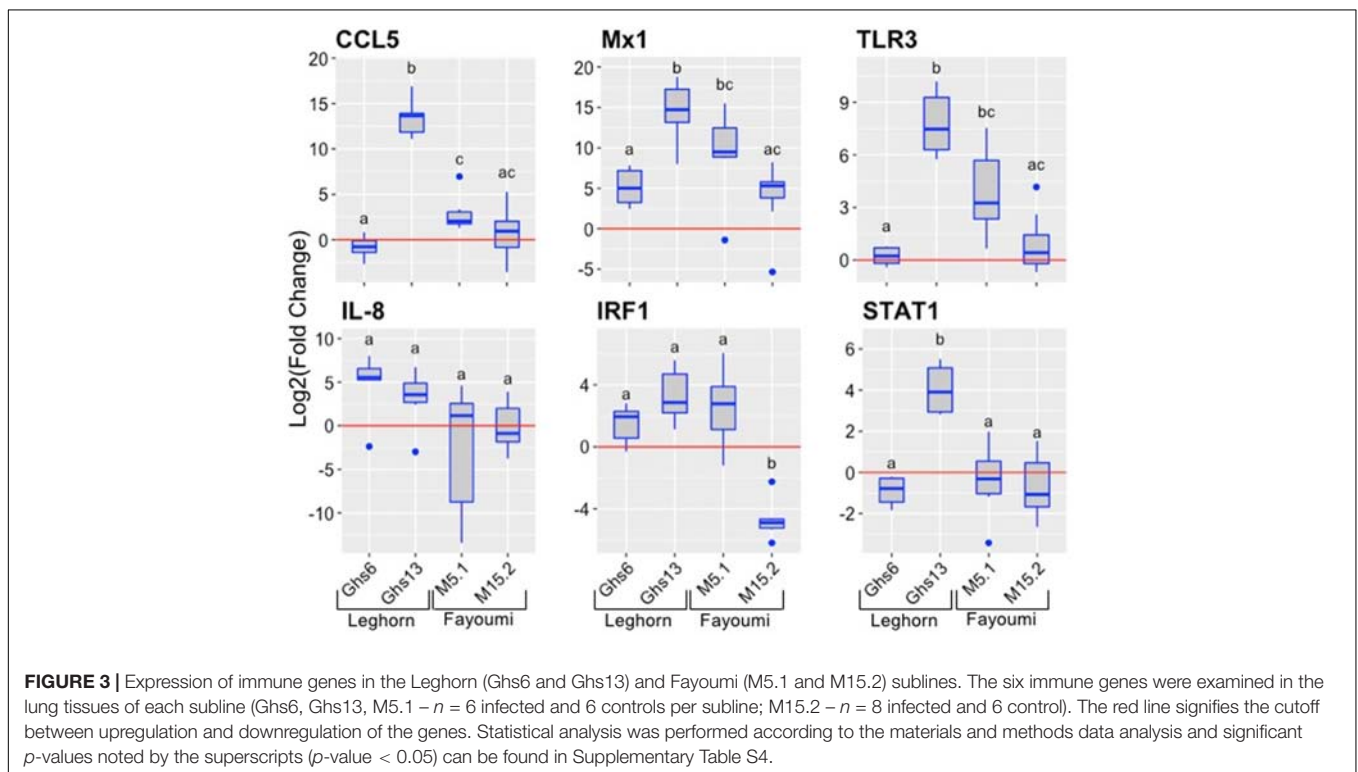 CCL5 Mx1 TLR3
20
15
10
5
0
a b c ac
20
15
10
5
0
-5
a b bc ac
9
6
3
0
a b bc ac
Log2(Fold Change)
IL-8 IRF1 STAT1
10
5
0
-5
-10
a a a a
4
0
-4
a a a b
6
4
2
0
-2
a b a a
Ghs6 Ghs13 M5.1 M15.2 Ghs6 Ghs13 M5.1 M15.2 Ghs6 Ghs13 M5.1 M15.2
Leghorn Fayoumi Leghorn Fayoumi Leghorn Fayoumi
FIGURE 3 | Expression of immune genes in the Leghorn (Ghs6 and Ghs13) and Fayoumi (M5.1 and M15.2) sublines. The six immune genes were examined in the
lung tissues of each subline (Ghs6, Ghs13, M5.1 – n = 6 infected and 6 controls per subline; M15.2 – n = 8 infected and 6 control). The red line signifies the cutoff
between upregulation and downregulation of the genes. Statistical analysis was performed according to the materials and methods data analysis and significant
p-values noted by the superscripts (p-value < 0.05) can be found in Supplementary Table S4.